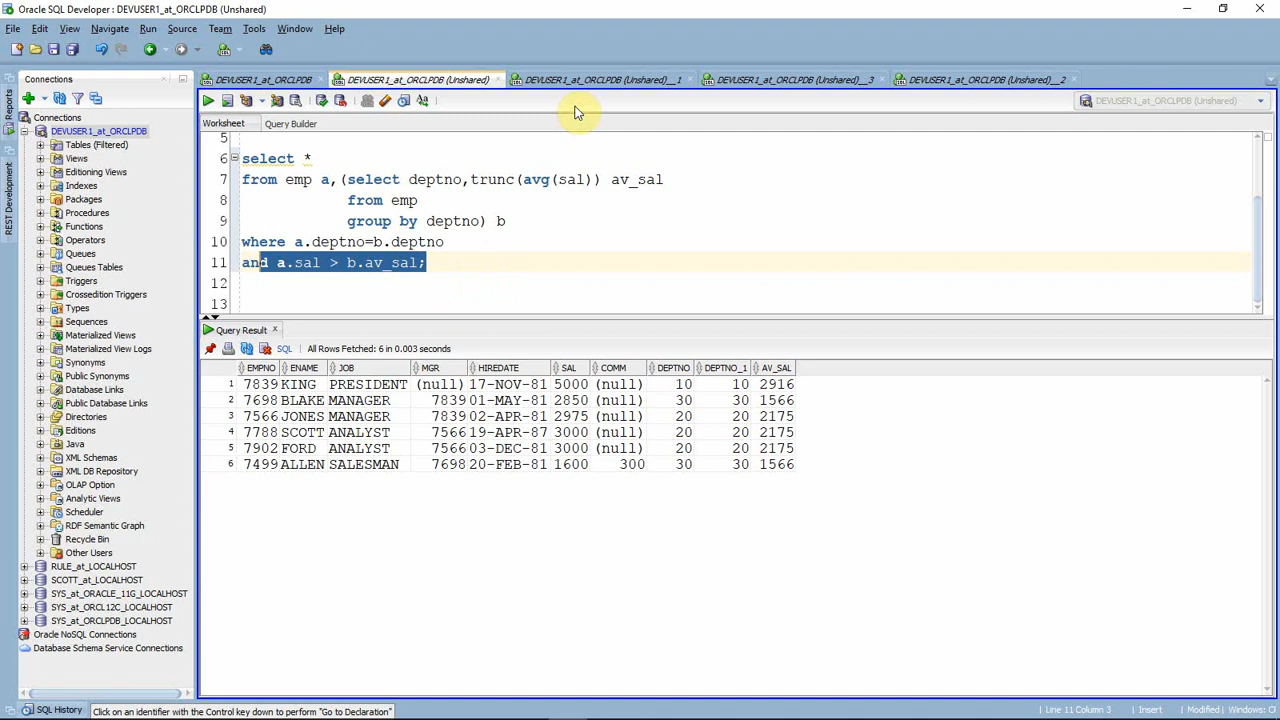 Oracle SQL Developer : DEVUSER1_at_ORCLPDB (Unshared)
File Edit View Navigate Run Source Team Tools Window Help
Connections
DEVUSER1_at_ORCLPDB DEVUSER1_at_ORCLPDB (Unshared) DEVUSER1_at_ORCLPDB (Unshared)__1 DEVUSER1_at_ORCLPDB (Unshared)__3 DEVUSER1_at_ORCLPDB (Unshared)__2
DEVUSER1_at_ORCLPDB (Unshared)
Reports
REST Development
Connections
DEVUSER1_at_ORCLPDB
Tables (Filtered)
Views
Editioning Views
Indexes
Packages
Procedures
Functions
Operators
Queues
Queues Tables
Triggers
Crossedition Triggers
Types
Sequences
Materialized Views
Materialized View Logs
Synonyms
Public Synonyms
Database Links
Public Database Links
Directories
Editions
Java
XML Schemas
XML DB Repository
OLAP Option
Analytic Views
Scheduler
RDF Semantic Graph
Recycle Bin
Other Users
RULE_at_LOCALHOST
SCOTT_at_LOCALHOST
SYS_at_ORACLE_11G_LOCALHOST
SYS_at_ORCL12C_LOCALHOST
SYS_at_ORCLPDB_LOCALHOST
Oracle NoSQL Connections
Database Schema Service Connections
Worksheet Query Builder
5
6 select *
7 from emp a,(select deptno,trunc(avg(sal)) av_sal
8 from emp
9 group by deptno) b
10 where a.deptno=b.deptno
11 and a.sal > b.av_sal;
12
13
Query Result
SQL All Rows Fetched: 6 in 0.003 seconds
EMPNO ENAME JOB MGR HIREDATE SAL COMM DEPTNO DEPTNO_1 AV_SAL
1 7839 KING PRESIDENT (null) 17-NOV-81 5000 (null) 10 10 2916
2 7698 BLAKE MANAGER 7839 01-MAY-81 2850 (null) 30 30 1566
3 7566 JONES MANAGER 7839 02-APR-81 2975 (null) 20 20 2175
4 7788 SCOTT ANALYST 7566 19-APR-87 3000 (null) 20 20 2175
5 7902 FORD ANALYST 7566 03-DEC-81 3000 (null) 20 20 2175
6 7499 ALLEN SALESMAN 7698 20-FEB-81 1600 300 30 30 1566
SQL History Click on an identifier with the Control key down to perform "Go to Declaration" Line 11 Column 3 Insert Modified Windows: Cl